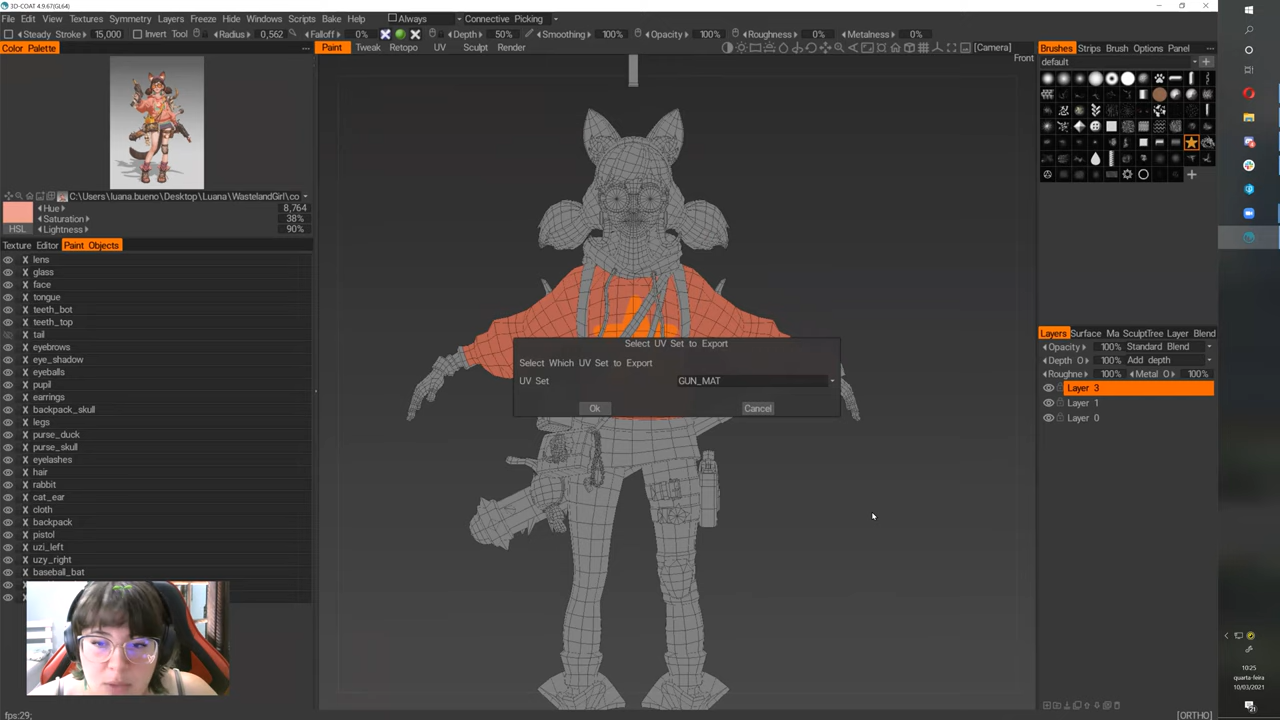 3D-COAT 4.9.67(GL64)
File Edit View Textures Symmetry Layers Freeze Hide Windows Scripts Bake Help Always Connective Picking
Steady Stroke 15,000 Invert Tool Radius 0,562 Falloff 0% Depth 50% Smoothing 100% Opacity 100% Roughness 0% Metalness 0%
Color Palette
Paint Tweak Retopo UV Sculpt Render
[Camera]
Front
C:\Users\luana.bueno\Desktop\Luana\WastelandGirl\co
Hue 8,764
Saturation 38%
HSL Lightness 90%
Texture Editor Paint Objects
X lens
X glass
X face
X tongue
X teeth_bot
X teeth_top
X tail
X eyebrows
X eye_shadow
X eyeballs
X pupil
X earrings
X backpack_skull
X legs
X purse_duck
X purse_skull
X eyelashes
X hair
X rabbit
X cat_ear
X cloth
X backpack
X pistol
X uzi_left
X uzy_right
X baseball_bat
Select UV Set to Export
Select Which UV Set to Export
UV Set GUN_MAT
Ok Cancel
Brushes Strips Brush Options Panel
default
Layers Surface Ma SculptTree Layer Blend
Opacity 100% Standard Blend
Depth O 100% Add depth
Roughne 100% Metal O 100%
Layer 3
Layer 1
Layer 0
10:25
quarta-feira
10/03/2021
21
fps:29;
[ORTHO]